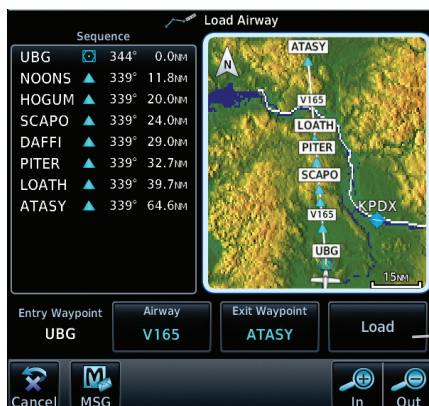 Load Airway
Sequence
UBG 344° 0.0NM
NOONS 339° 11.8NM
HOGUM 339° 20.0NM
SCAPO 339° 24.0NM
DAFFI 339° 29.0NM
PITER 339° 32.7NM
LOATH 339° 39.7NM
ATASY 339° 64.6NM
ATASY
N
V165
LOATH
PITER
SCAPO
V165
KPDX
UBG
15NM
Entry Waypoint
UBG
Airway
V165
Exit Waypoint
ATASY
Load
Cancel
MSG
In
Out